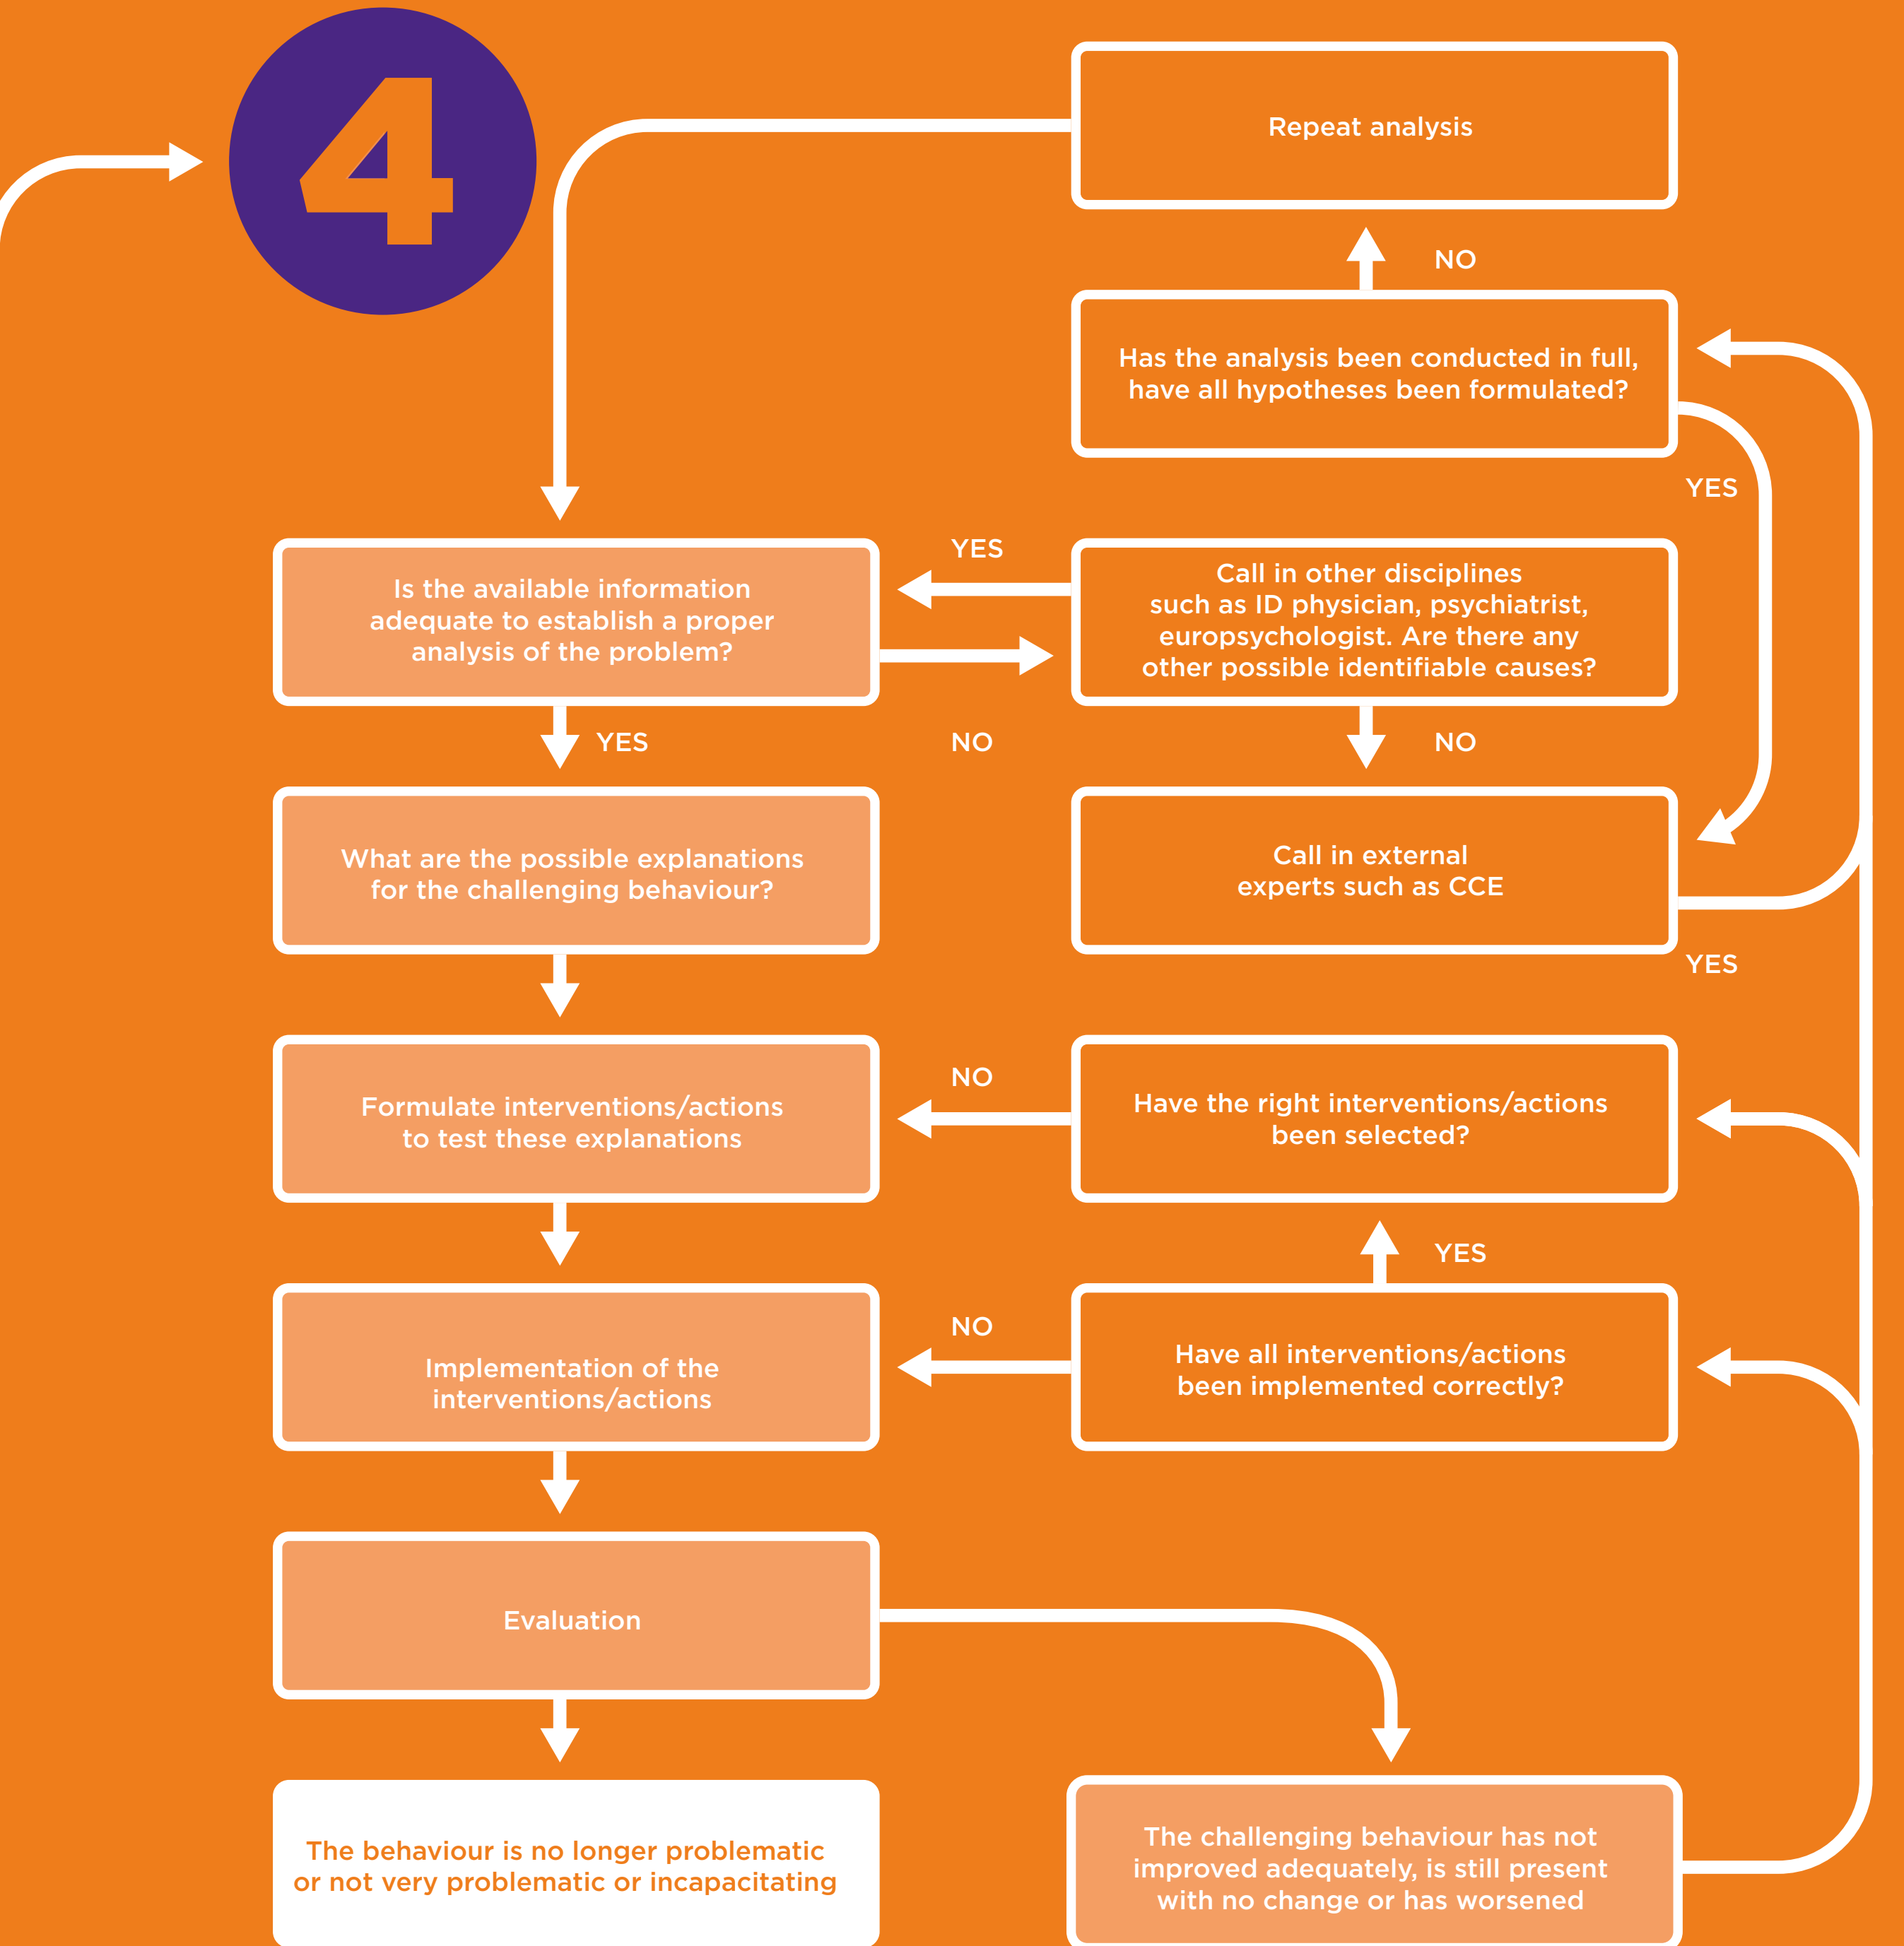 4
Repeat analysis
NO
Has the analysis been conducted in full,
have all hypotheses been formulated?
YES
Is the available information
adequate to establish a proper
analysis of the problem?
YES
Call in other disciplines
such as ID physician, psychiatrist,
europsychologist. Are there any
other possible identifiable causes?
YES
NO
NO
What are the possible explanations
for the challenging behaviour?
Call in external
experts such as CCE
YES
Formulate interventions/actions
to test these explanations
NO
Have the right interventions/actions
been selected?
YES
Implementation of the
interventions/actions
NO
Have all interventions/actions
been implemented correctly?
Evaluation
The behaviour is no longer problematic
or not very problematic or incapacitating
The challenging behaviour has not
improved adequately, is still present
with no change or has worsened